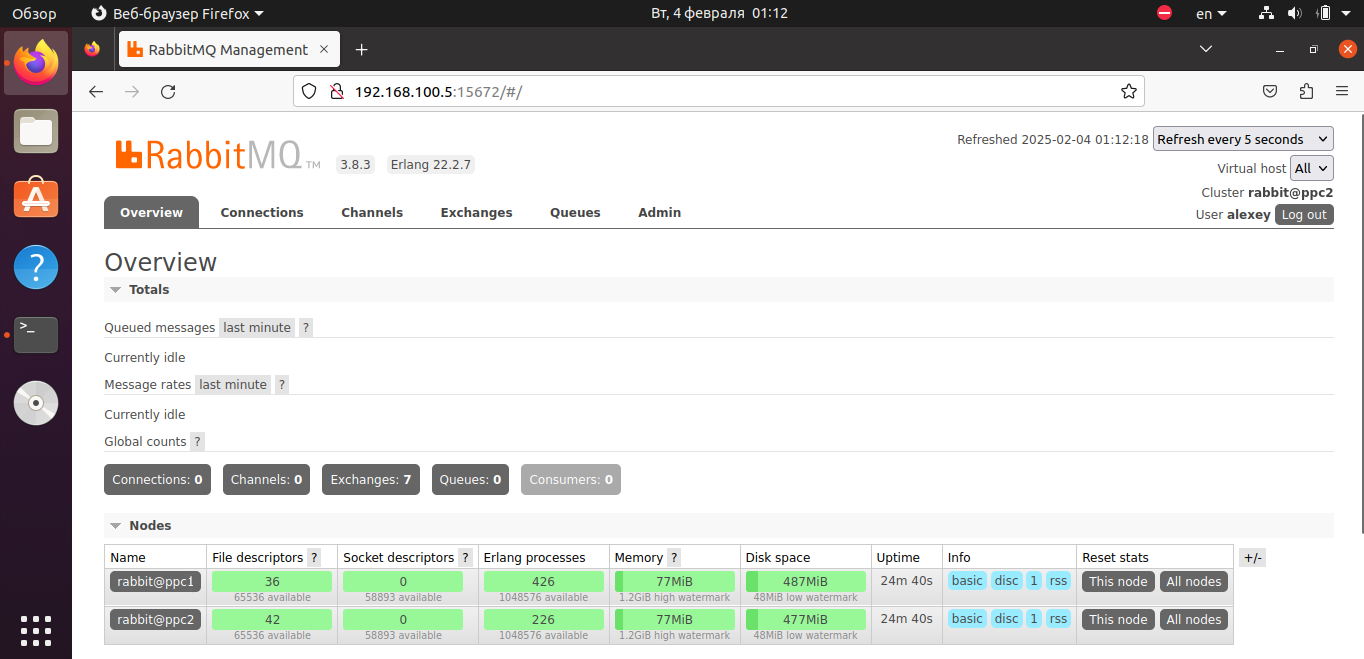 Обзор Веб-браузер Firefox Вт, 4 февраля 01:12 en
RabbitMQ Management
192.168.100.5:15672/#/
RabbitMQ TM 3.8.3 Erlang 22.2.7
Refreshed 2025-02-04 01:12:18 Refresh every 5 seconds
Virtual host All
Cluster rabbit@ppc2
User alexey Log out
Overview Connections Channels Exchanges Queues Admin
Overview
Totals
Queued messages last minute ?
Currently idle
Message rates last minute ?
Currently idle
Global counts ?
Connections: 0 Channels: 0 Exchanges: 7 Queues: 0 Consumers: 0
Nodes
Name File descriptors ? Socket descriptors ? Erlang processes Memory ? Disk space Uptime Info Reset stats +/-
rabbit@ppc1 36 0 426 77MiB 487MiB 24m 40s basic disc 1 rss This node All nodes
65536 available 58893 available 1048576 available 1.2GiB high watermark 48MiB low watermark
rabbit@ppc2 42 0 226 77MiB 477MiB 24m 40s basic disc 1 rss This node All nodes
65536 available 58893 available 1048576 available 1.2GiB high watermark 48MiB low watermark